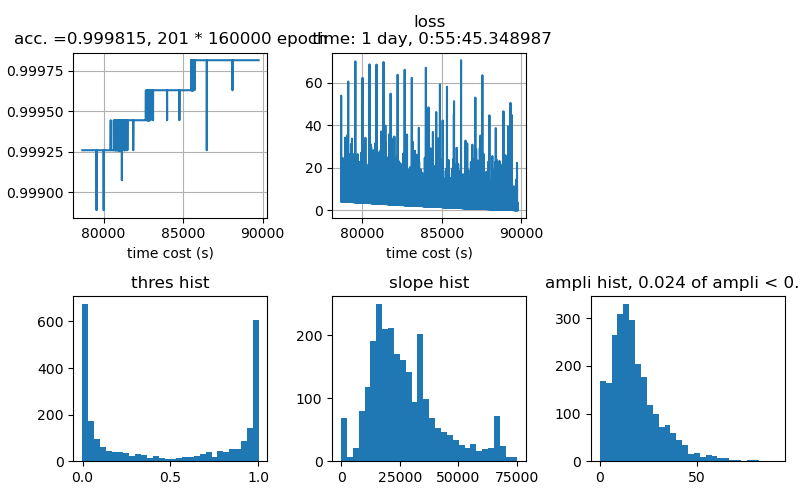 loss
acc. =0.999815, 201 * 160000 epoch
time: 1 day, 0:55:45.348987
0.99975
0.99950
0.99925
0.99900
80000 85000 90000
time cost (s)
60
40
20
0
80000 85000 90000
time cost (s)
thres hist
600
400
200
0
0.0 0.5 1.0
slope hist
200
100
0
0 25000 50000 75000
ampli hist, 0.024 of ampli < 0.
300
200
100
0
0 50